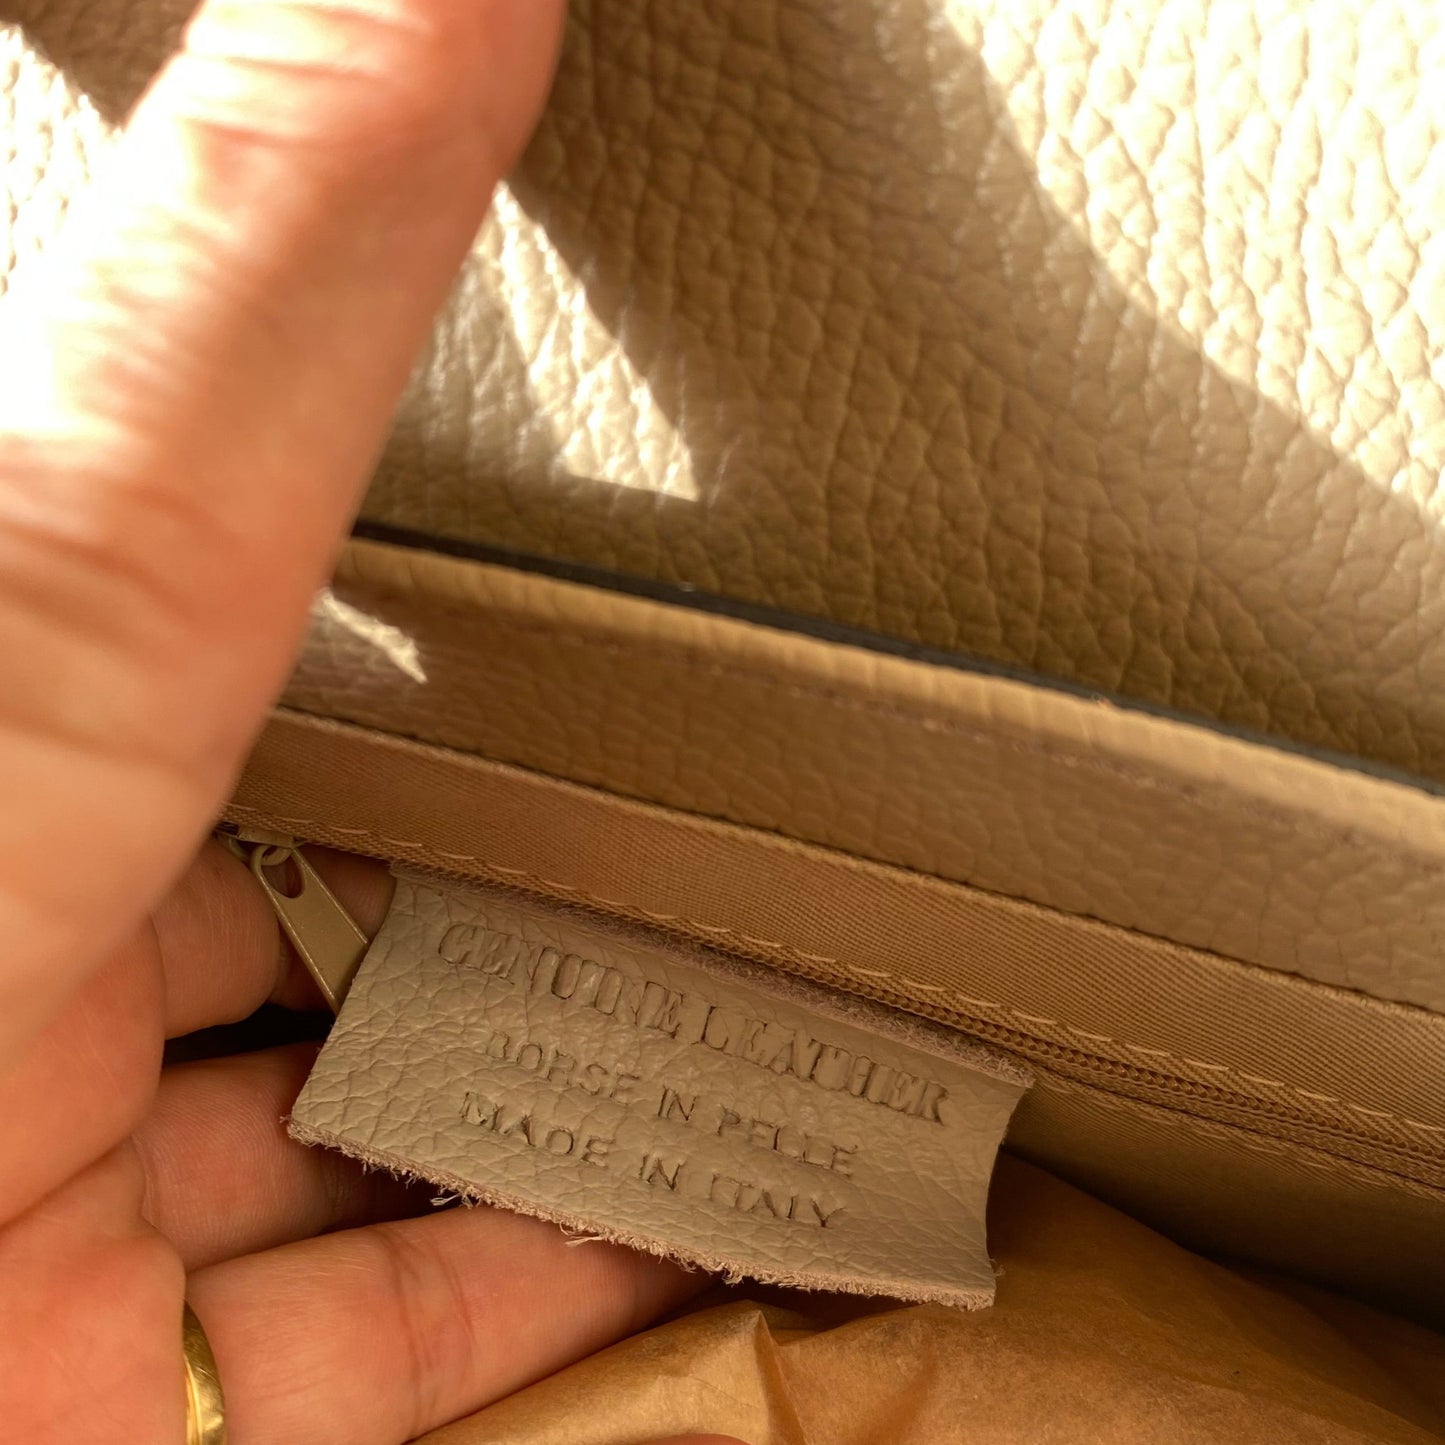 GENUINE LEATHER
BORSE IN PELLE
MADE IN ITALY